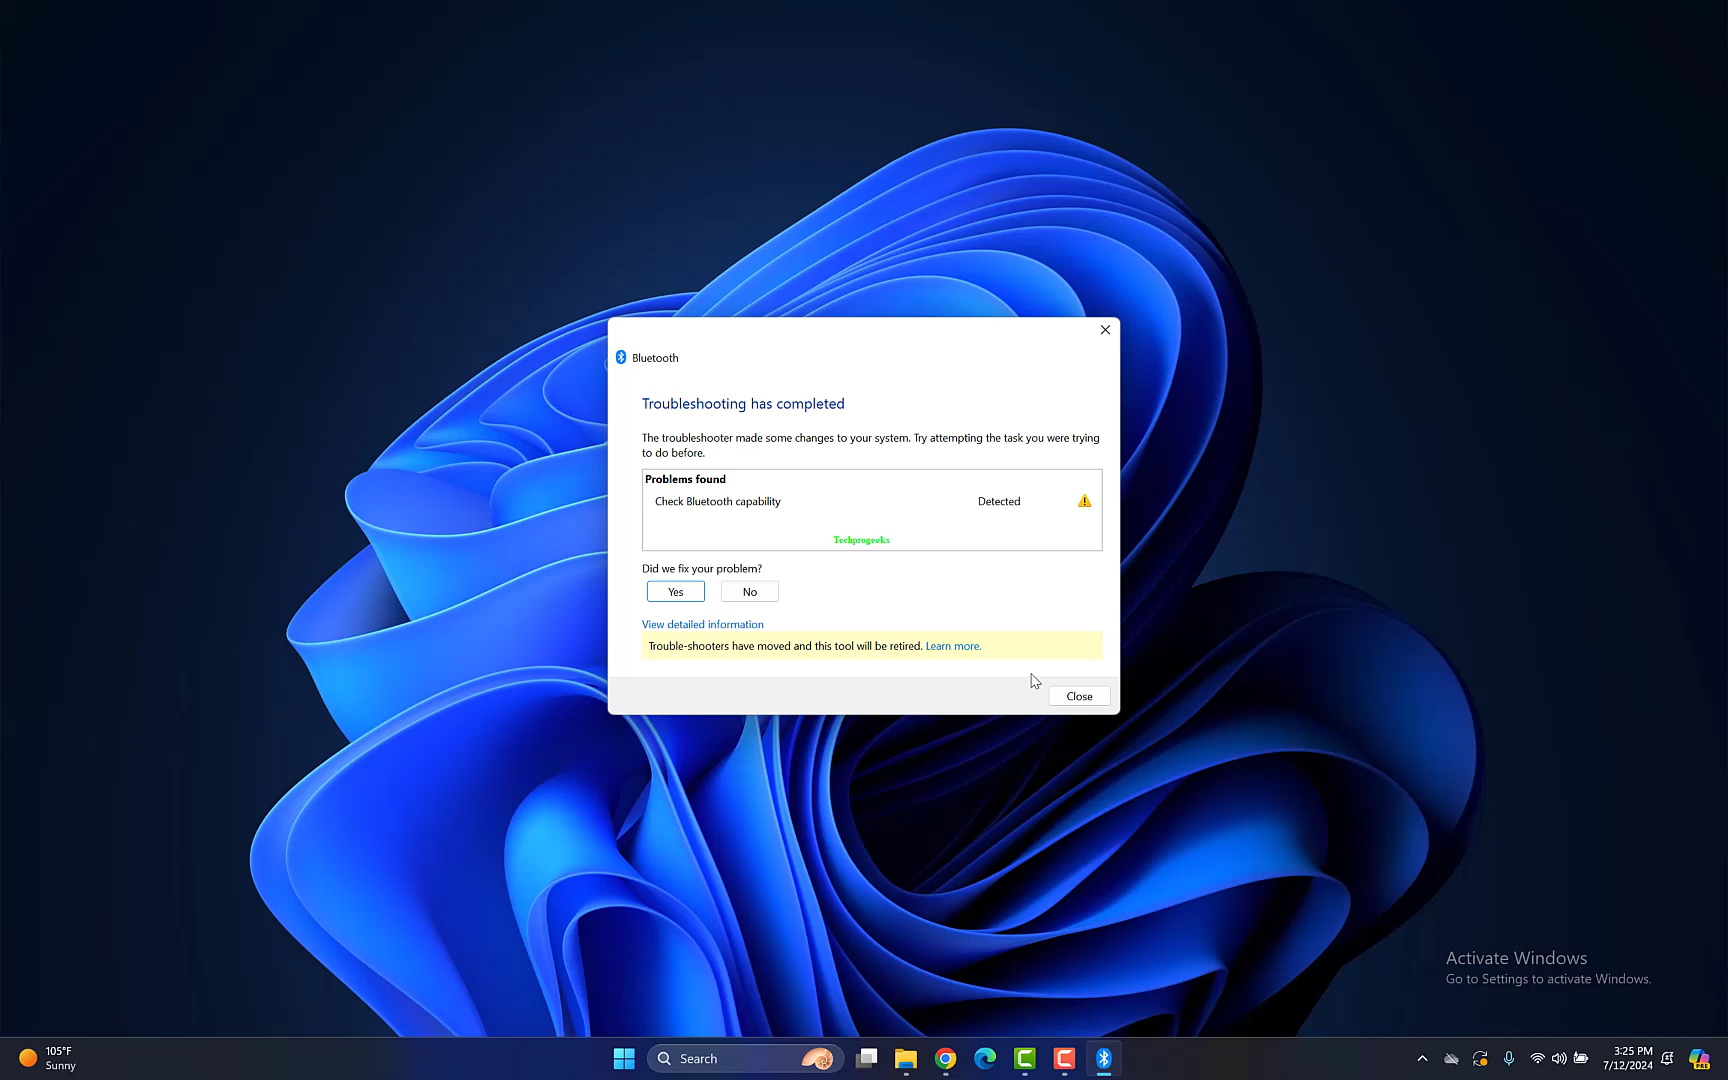 Bluetooth
Troubleshooting has completed
The troubleshooter made some changes to your system. Try attempting the task you were trying
to do before.
Problems found
Check Bluetooth capability Detected
Techprogeeks
Did we fix your problem?
Yes No
View detailed information
Trouble-shooters have moved and this tool will be retired. Learn more.
Close
Activate Windows
Go to Settings to activate Windows.
105°F
Sunny
Search
3:25 PM
7/12/2024
PRE